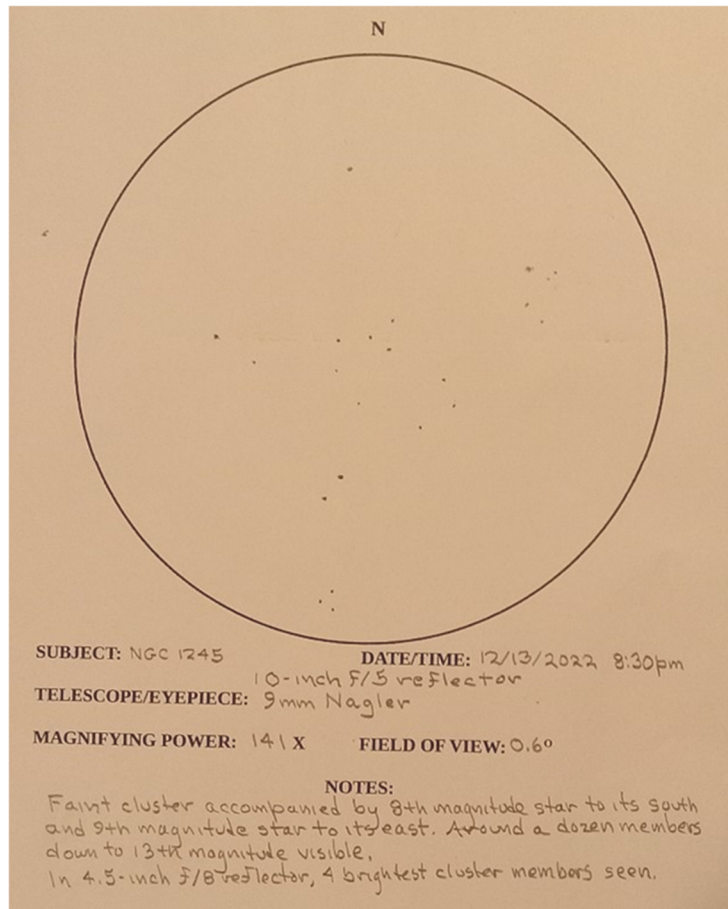 N
SUBJECT: NGC 1245
DATE/TIME: 12/13/2022 8:30pm
10-inch f/5 reflector
TELESCOPE/EYEPIECE: 9mm Nagler
MAGNIFYING POWER: 141 X FIELD OF VIEW: 0.6°
NOTES:
Faint cluster accompanied by 8th magnitude star to its south
and 9th magnitude star to its east. Around a dozen members
down to 13th magnitude visible.
In 4.5-inch f/8 reflector, 4 brightest cluster members seen.